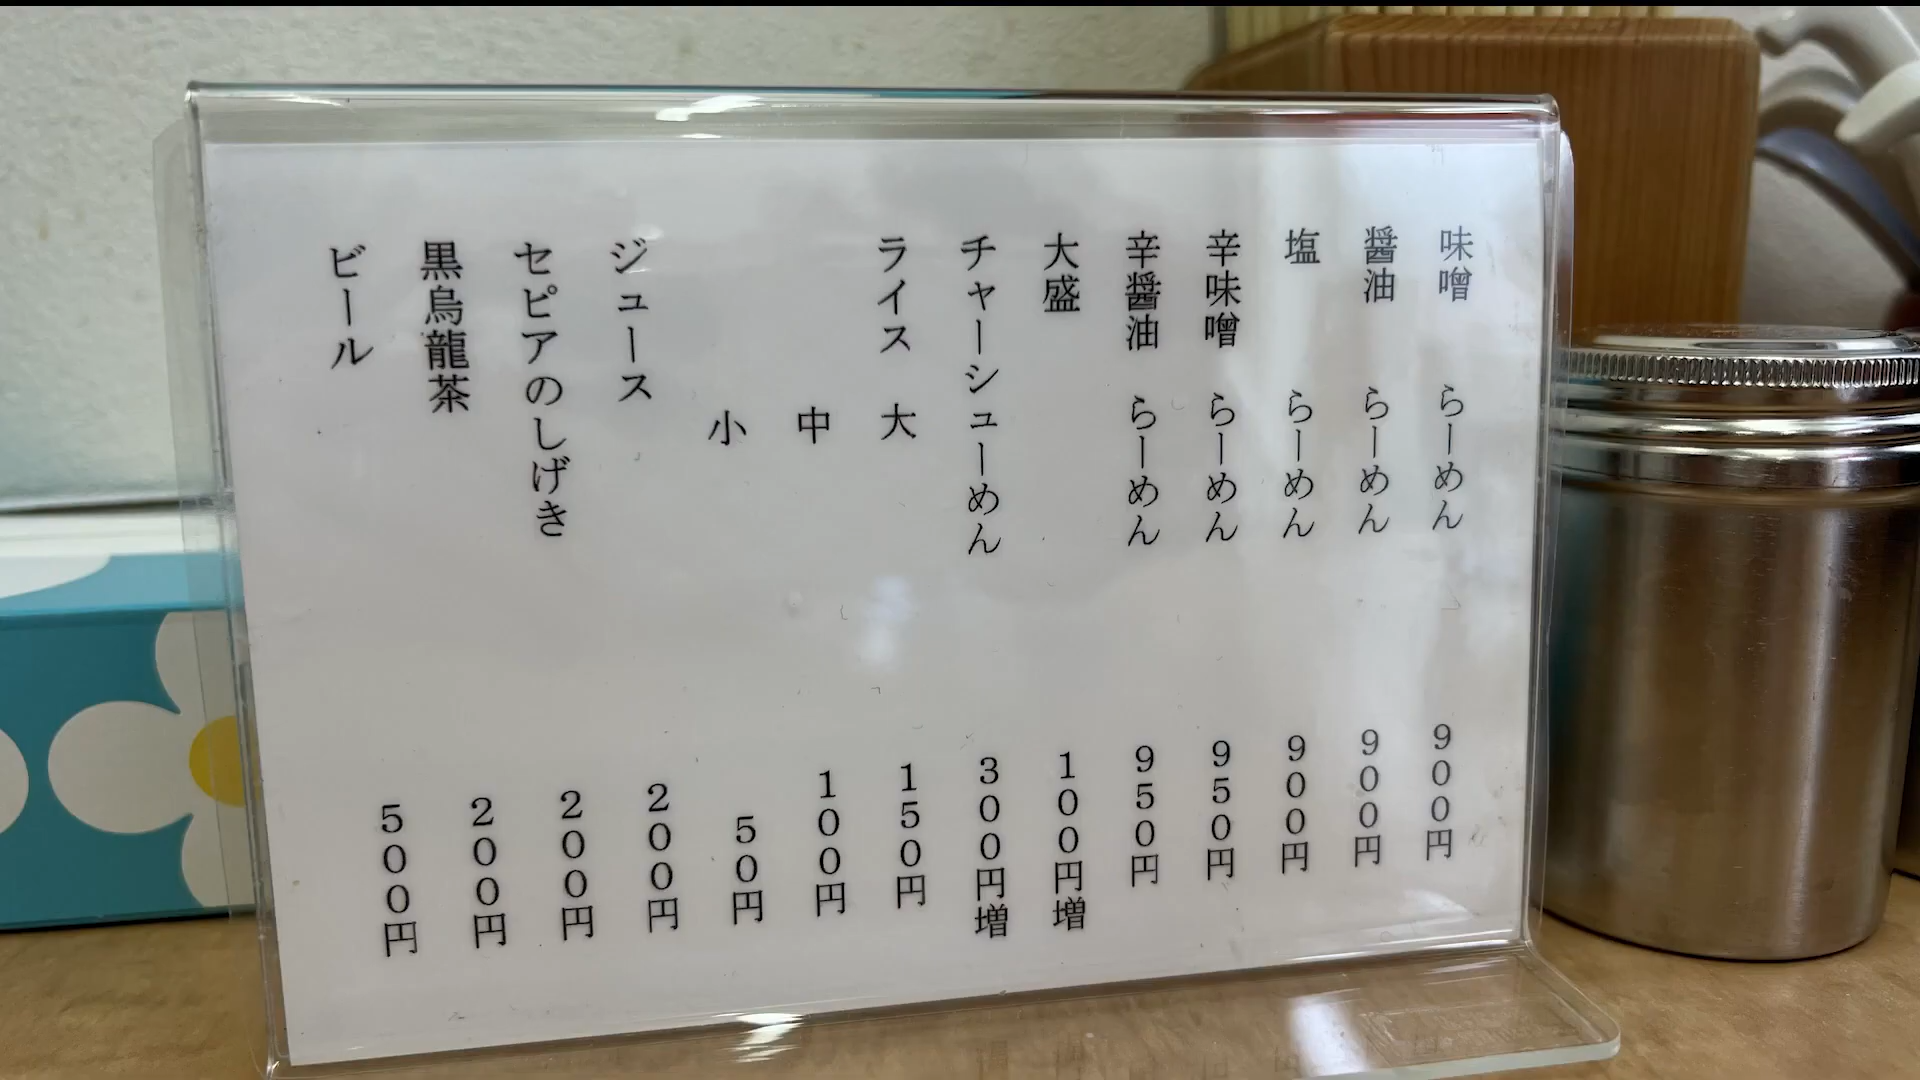 味噌 らーめん 900円
醤油 らーめん 900円
塩 らーめん 900円
辛味噌 らーめん 950円
辛醤油 らーめん 950円
大盛 100円増
チャーシューめん 300円増
ライス 大 150円
中 100円
小 50円
ジュース 200円
セピアのしげき 200円
黒烏龍茶 200円
ビール 500円